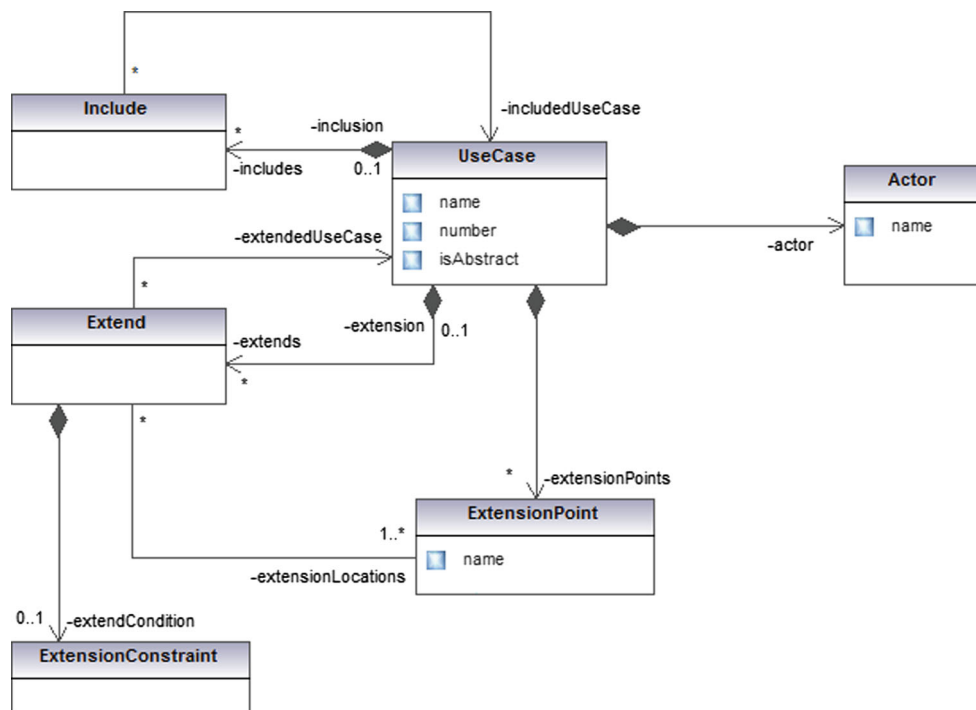 *
Include
-includedUseCase
-inclusion
*
-includes
0..1
UseCase
name
number
isAbstract
Actor
name
-actor
-extendedUseCase
*
Extend
-extension
0..1
-extends
*
*
*
-extensionPoints
ExtensionPoint
name
1..*
-extensionLocations
0..1
-extendCondition
ExtensionConstraint